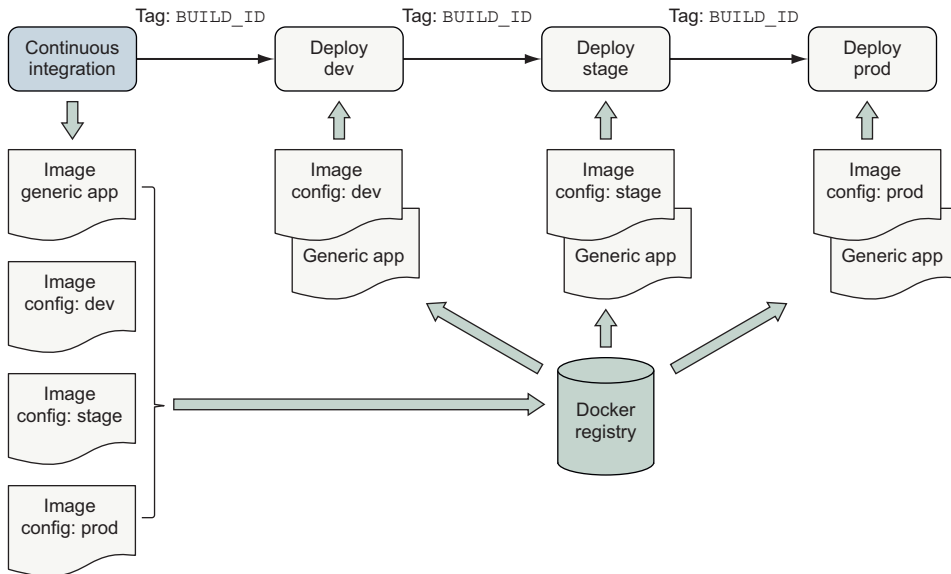 Tag: BUILD_ID
Tag: BUILD_ID
Tag: BUILD_ID
Continuous
integration
Deploy
dev
Deploy
stage
Deploy
prod
Image
generic app
Image
config: dev
Generic app
Image
config: stage
Generic app
Image
config: prod
Generic app
Image
config: dev
Image
config: stage
Docker
registry
Image
config: prod